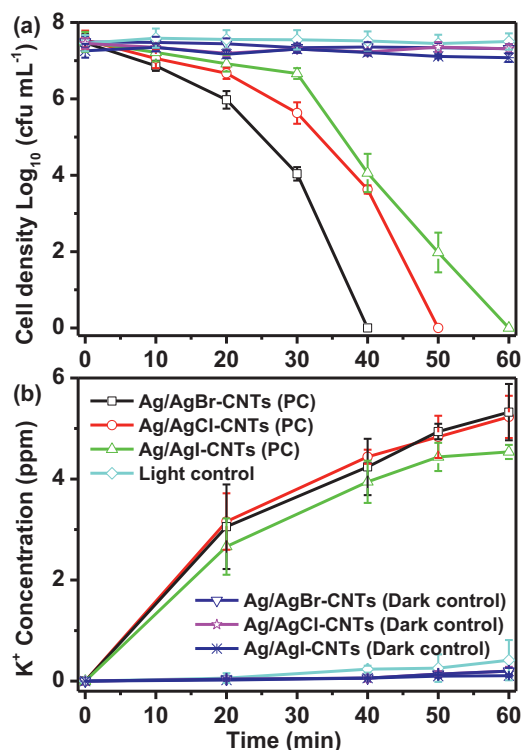 (a)
Cell density Log10 (cfu mL-1)
8
6
4
2
0
0 10 20 30 40 50 60
(b)
K+ Concentration (ppm)
6
4
2
0
Ag/AgBr-CNTs (PC)
Ag/AgCl-CNTs (PC)
Ag/AgI-CNTs (PC)
Light control
Ag/AgBr-CNTs (Dark control)
Ag/AgCl-CNTs (Dark control)
Ag/AgI-CNTs (Dark control)
0 10 20 30 40 50 60
Time (min)